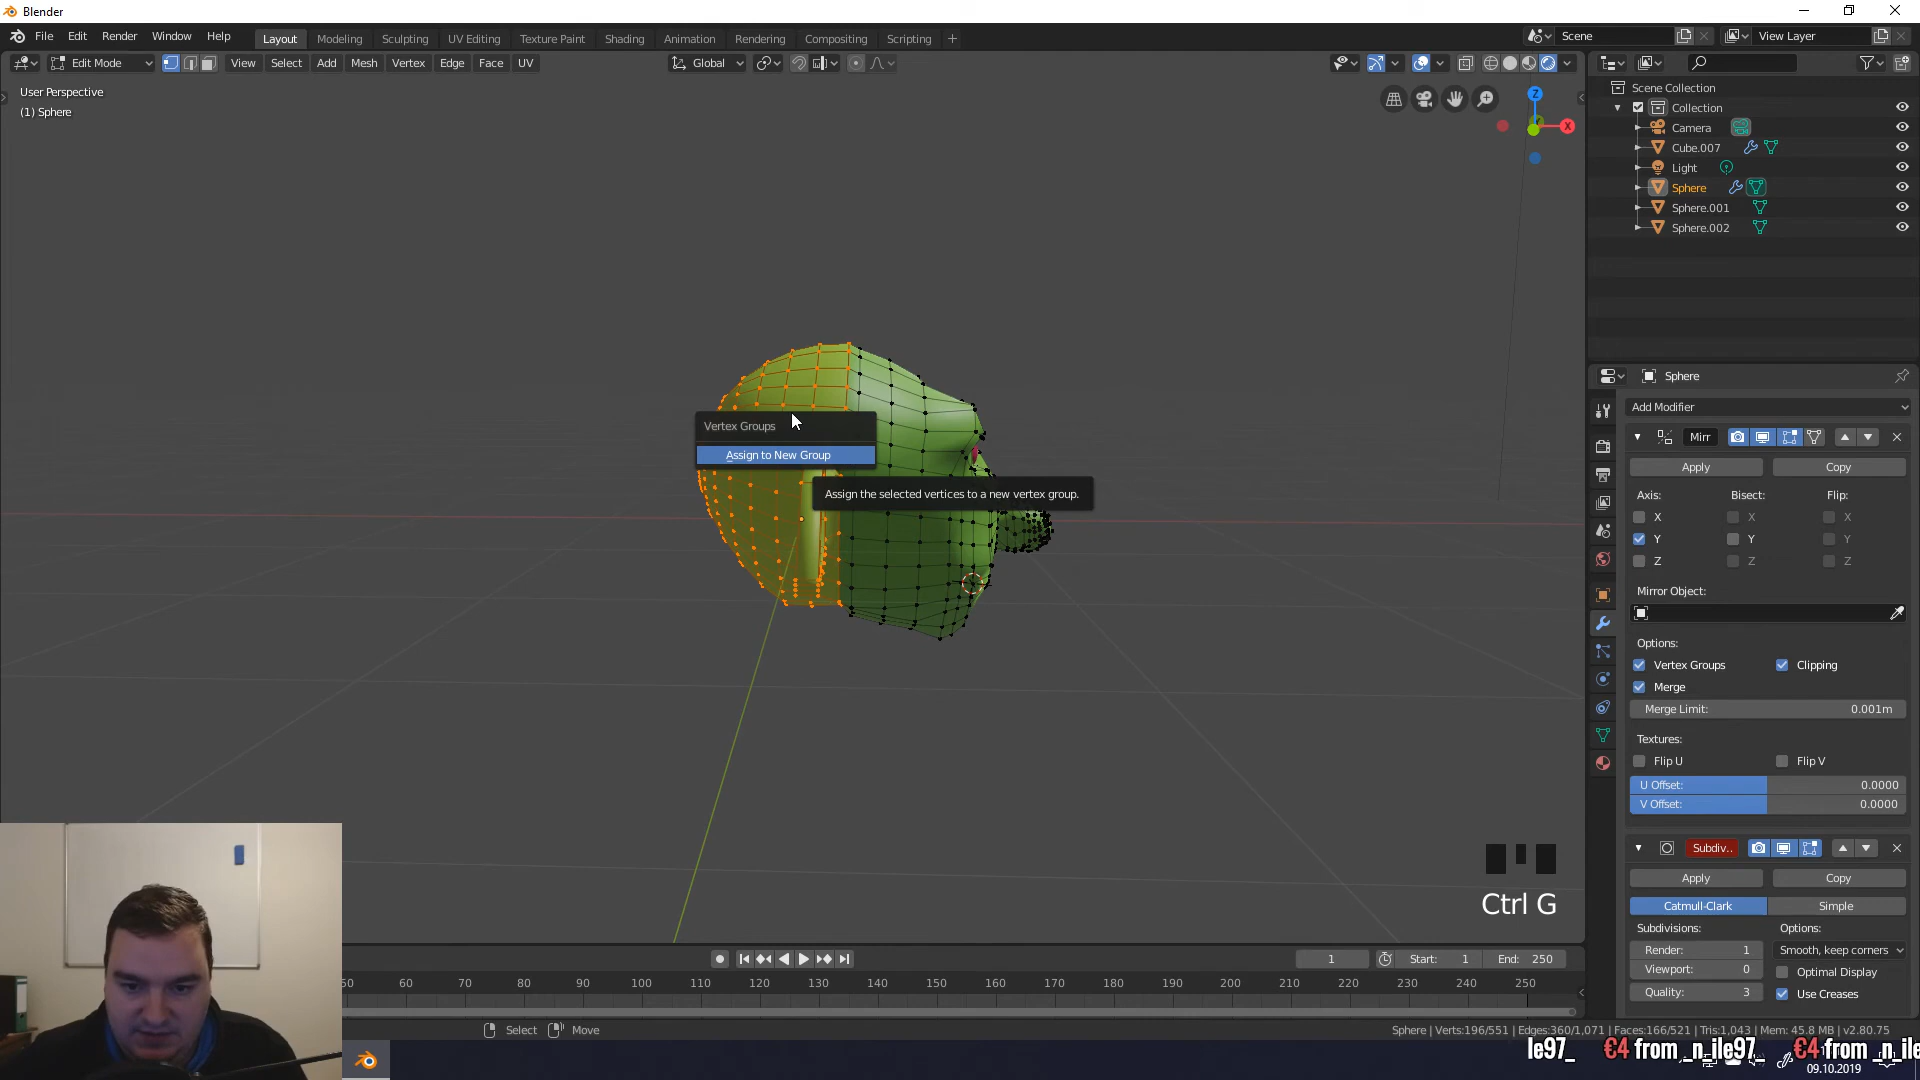 Blender
File Edit Render Window Help
Layout Modeling Sculpting UV Editing Texture Paint Shading Animation Rendering Compositing Scripting
Scene
View Layer
Edit Mode
View Select Add Mesh Vertex Edge Face UV
Global
User Perspective
(1) Sphere
Z
X
Scene Collection
Collection
Camera
Cube.007
Light
Sphere
Sphere.001
Sphere.002
Sphere
Vertex Groups
Assign to New Group
Assign the selected vertices to a new vertex group.
Add Modifier
Mirr
Apply Copy
Axis: Bisect: Flip:
X X X
Y Y Y
Z Z Z
Mirror Object:
Options:
Vertex Groups Clipping
Merge
Merge Limit: 0.001m
Textures:
Flip U Flip V
U Offset: 0.0000
V Offset: 0.0000
Subdiv..
Apply Copy
Catmull-Clark Simple
Subdivisions: Options:
Render: 1 Smooth, keep corners
Viewport: 0 Optimal Display
Quality: 3 Use Creases
Ctrl G
1 Start: 1 End: 250
50 60 70 80 90 100 110 120 130 140 150 160 170 180 190 200 210 220 230 240 250
Select Move
Sphere | Verts:196/551 | Edges:360/1,071 | Faces:166/521 | Tris:1,043 | Mem: 45.8 MB | v2.80.75
le97_ €4 from _n_ile97_ €4 from _n_ile
09.10.2019